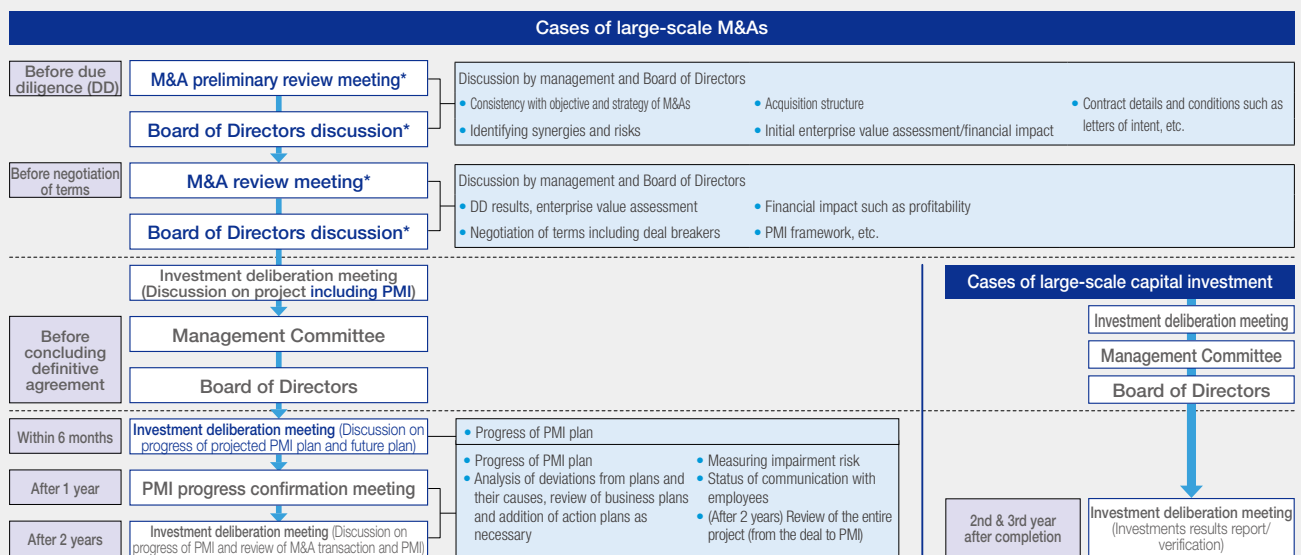 Cases of large-scale M&As
Before due
diligence (DD)
M&A preliminary review meeting*
Board of Directors discussion*
Discussion by management and Board of Directors
• Consistency with objective and strategy of M&As
• Identifying synergies and risks
• Acquisition structure
• Initial enterprise value assessment/financial impact
• Contract details and conditions such as
letters of intent, etc.
Before negotiation
of terms
M&A review meeting*
Board of Directors discussion*
Discussion by management and Board of Directors
• DD results, enterprise value assessment
• Negotiation of terms including deal breakers
• Financial impact such as profitability
• PMI framework, etc.
Investment deliberation meeting
(Discussion on project including PMI)
Before
concluding
definitive
agreement
Management Committee
Board of Directors
Within 6 months
Investment deliberation meeting (Discussion on
progress of projected PMI plan and future plan)
• Progress of PMI plan
After 1 year
PMI progress confirmation meeting
After 2 years
Investment deliberation meeting (Discussion on
progress of PMI and review of M&A transaction and PMI)
• Progress of PMI plan
• Analysis of deviations from plans and
their causes, review of business plans
and addition of action plans as
necessary
• Measuring impairment risk
• Status of communication with
employees
• (After 2 years) Review of the entire
project (from the deal to PMI)
Cases of large-scale capital investment
Investment deliberation meeting
Management Committee
Board of Directors
2nd & 3rd year
after completion
Investment deliberation meeting
(Investments results report/
verification)